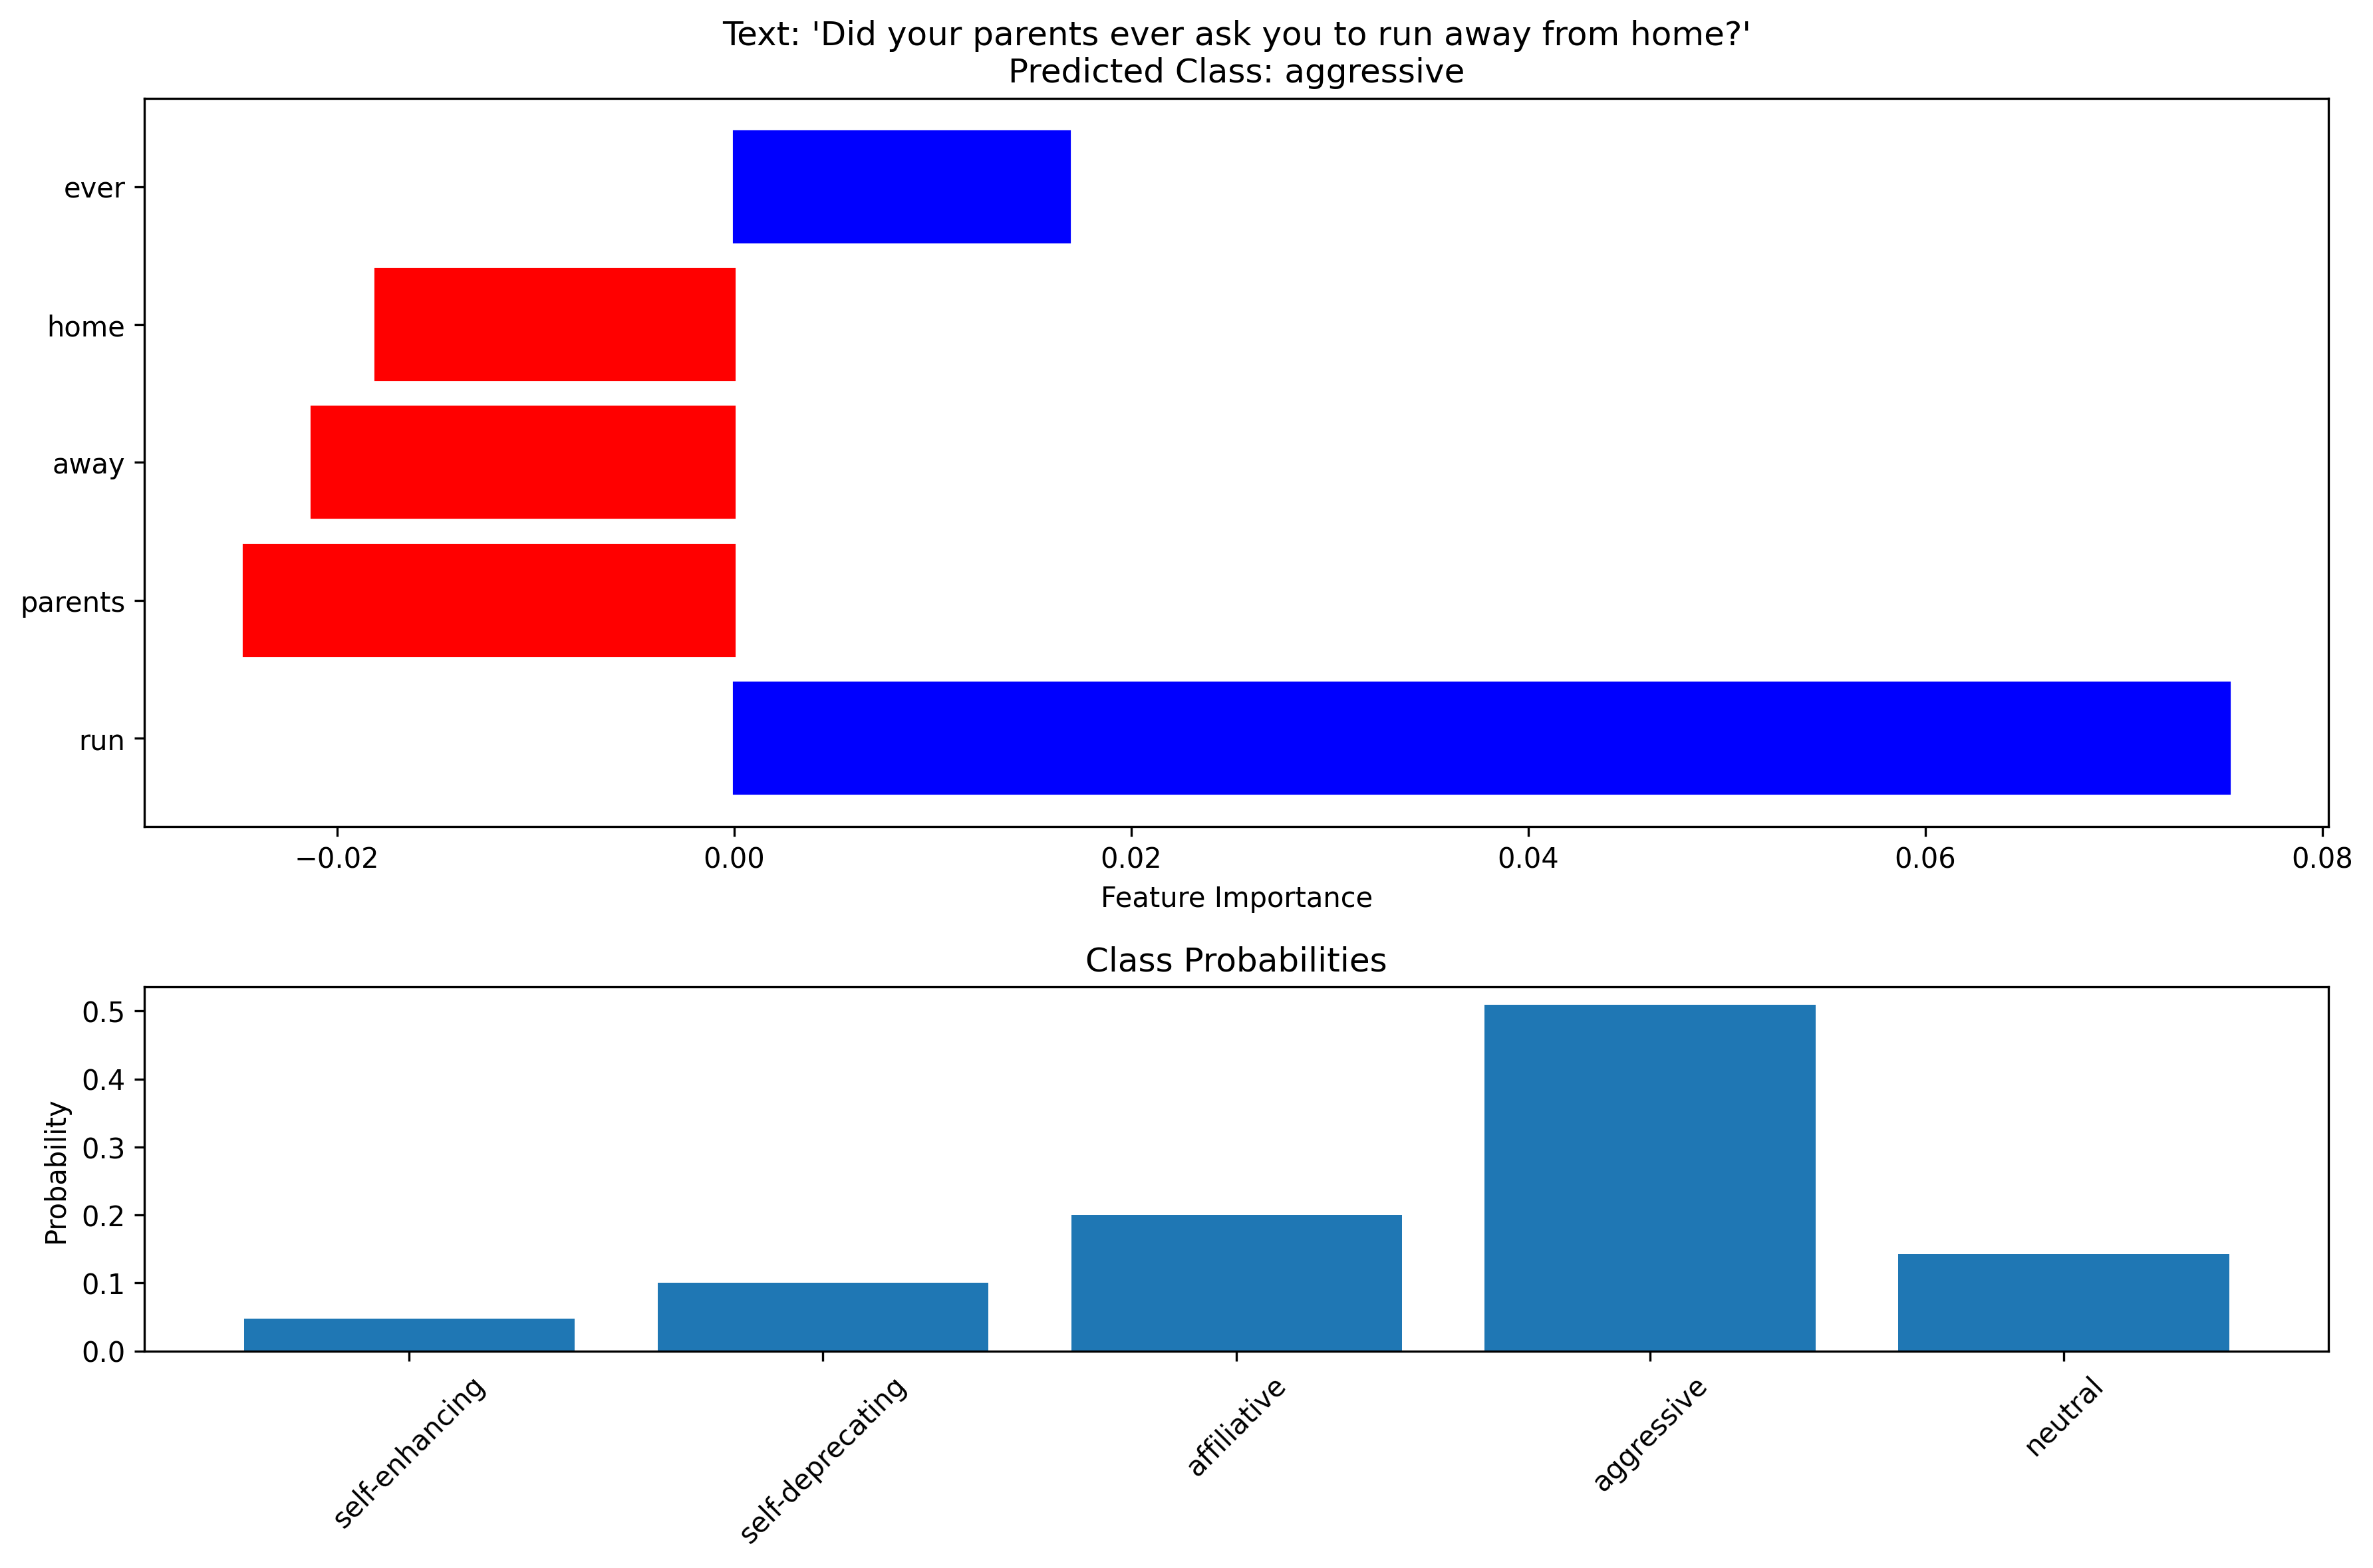 Text: 'Did your parents ever ask you to run away from home?'
Predicted Class: aggressive
ever
home
away
parents
run
−0.02
0.00
0.02
0.04
0.06
0.08
Feature Importance
Class Probabilities
Probability
0.5
0.4
0.3
0.2
0.1
0.0
self-enhancing
self-deprecating
affiliative
aggressive
neutral